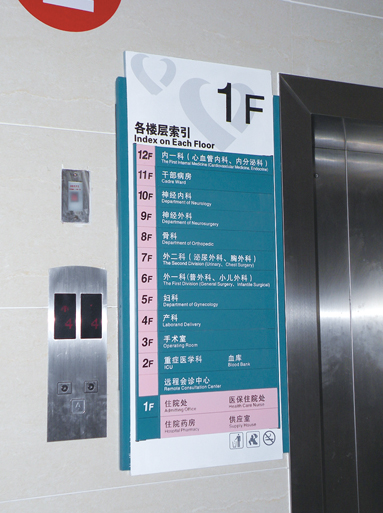 1F
各楼层索引
Index on Each Floor
12F 内一科（心血管内科、内分泌科）
The First Internal Medicine (Cardiovascular Medicine, Endocrine)
11F 干部病房
Cadre Ward
10F 神经内科
Department of Neurology
9F 神经外科
Department of Neurosurgery
8F 骨科
Department of Orthopedic
7F 外二科（泌尿外科、胸外科）
The Second Division (Urinary, Chest Surgery)
6F 外一科（普外科、小儿外科）
The First Division (General Surgery, Infantile Surgical)
5F 妇科
Department of Gynecology
4F 产科
Laborand Delivery
3F 手术室
Operating Room
2F 重症医学科 血库
ICU Blood Bank
远程会诊中心
Remote Consultation Center
1F 住院处 医保住院处
Admitting Office Health Care
住院药房 供应室
Hospital Pharmacy Supply House